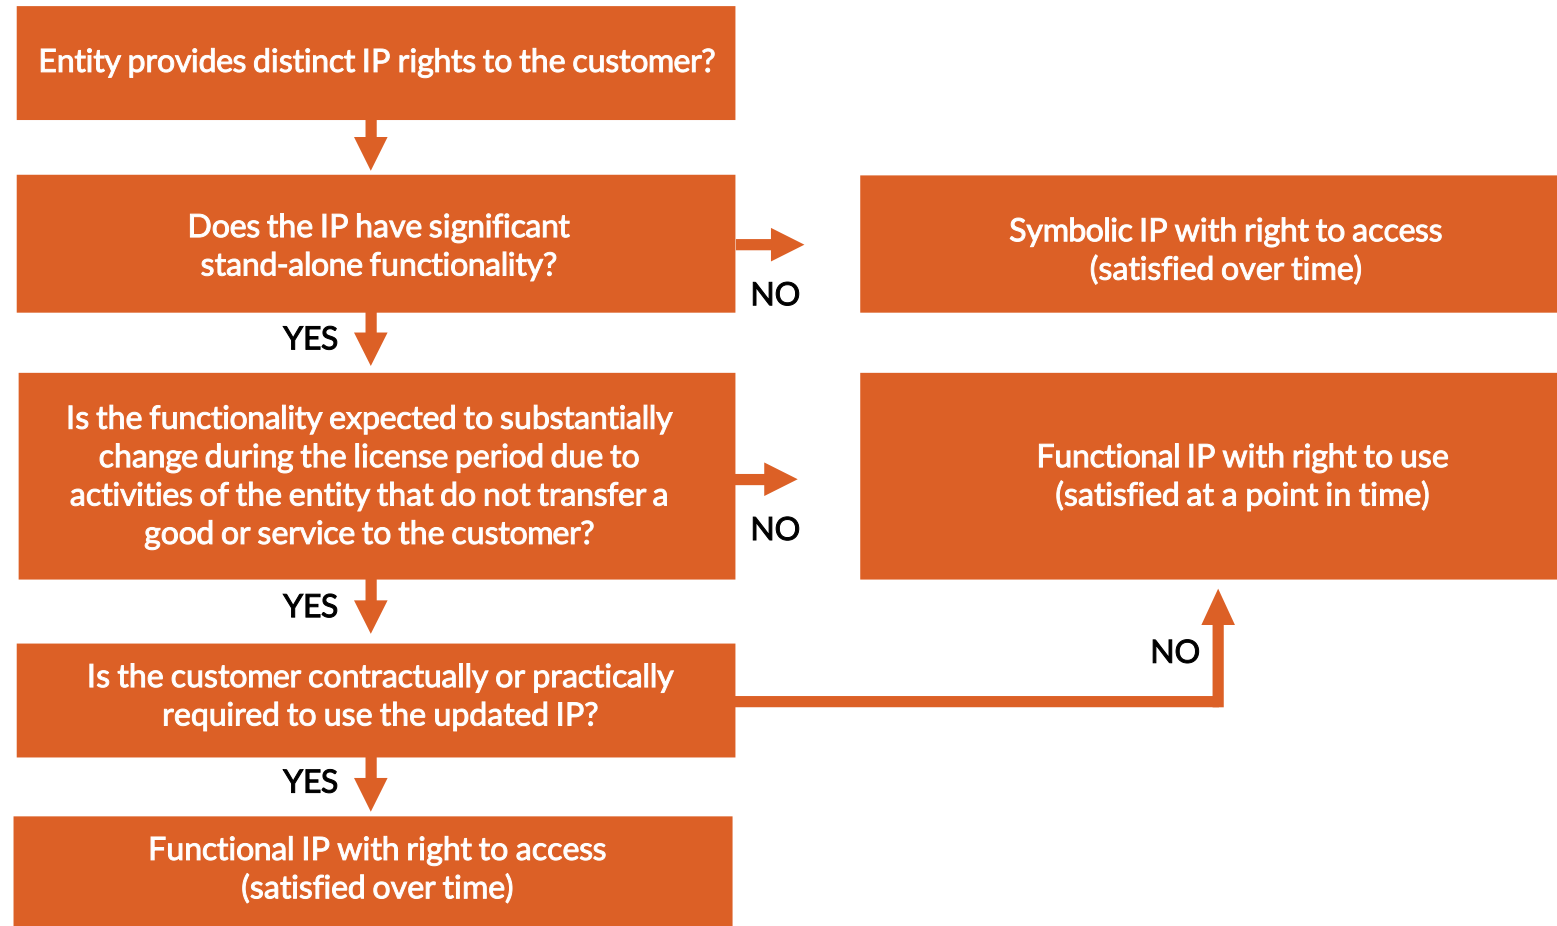 Entity provides distinct IP rights to the customer?
Does the IP have significant
stand-alone functionality?
NO
Symbolic IP with right to access
(satisfied over time)
YES
Is the functionality expected to substantially
change during the license period due to
activities of the entity that do not transfer a
good or service to the customer?
NO
Functional IP with right to use
(satisfied at a point in time)
YES
Is the customer contractually or practically
required to use the updated IP?
NO
YES
Functional IP with right to access
(satisfied over time)